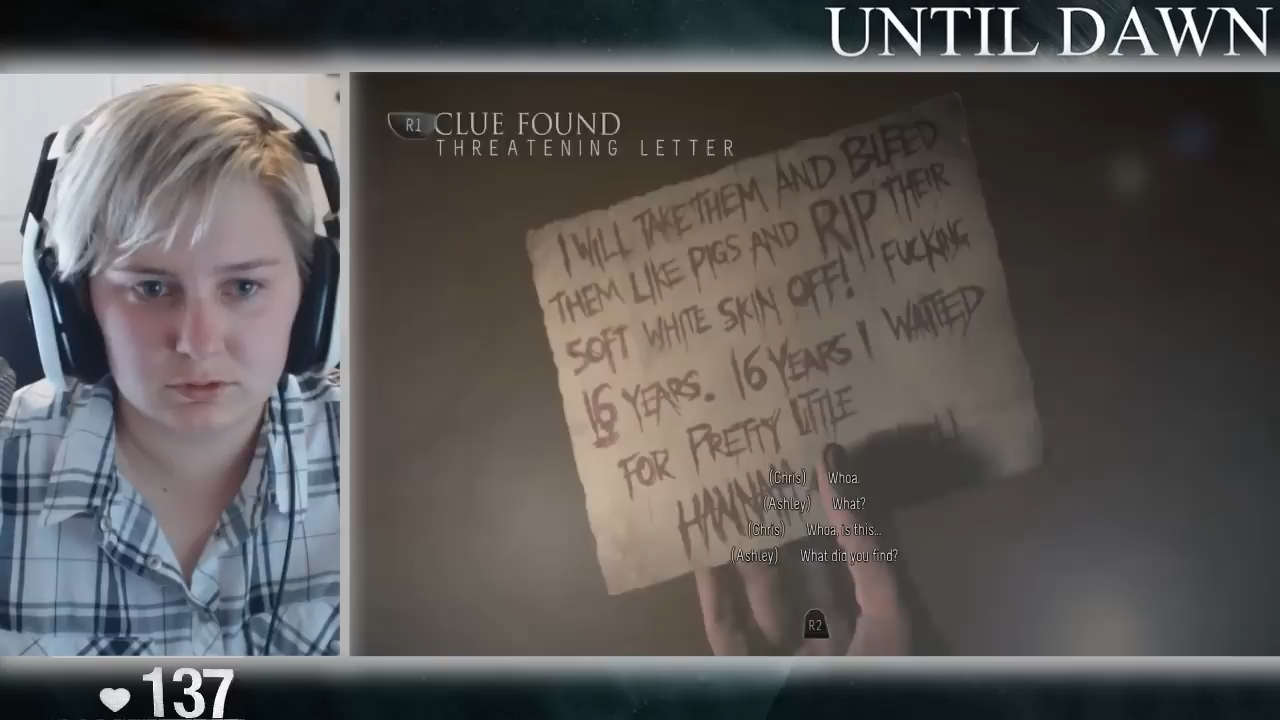 UNTIL DAWN
R1 CLUE FOUND
THREATENING LETTER
I WILL TAKE THEM AND BLEED
THEM LIKE PIGS AND RIP THEIR
SOFT WHITE SKIN OFF! FUCKING
16 YEARS. 16 YEARS I WAITED
FOR PRETTY LITTLE
HANNAH
(Chris) Whoa.
(Ashley) What?
(Chris) Whoa, is this...
(Ashley) What did you find?
R2
137